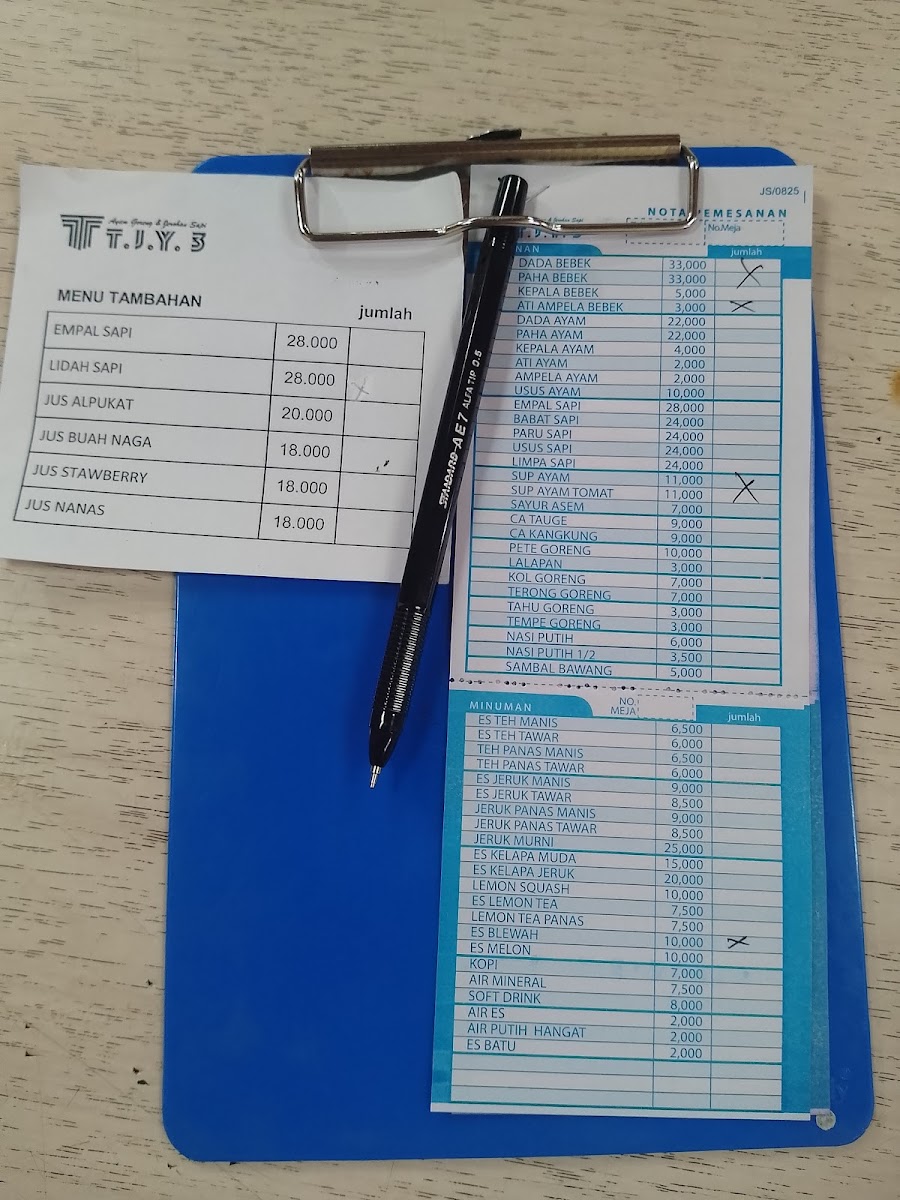 Ayam Goreng & Jeroban Sapi
T.J.Y. 3
MENU TAMBAHAN
jumlah
EMPAL SAPI 28.000
LIDAH SAPI 28.000
JUS ALPUKAT 20.000
JUS BUAH NAGA 18.000
JUS STAWBERRY 18.000
JUS NANAS 18.000
STANDARD AE7 ALFA TIP 0.5
JS/0825
NOTA PEMESANAN
No.Meja
jumlah
DADA BEBEK 33,000
PAHA BEBEK 33,000
KEPALA BEBEK 5,000
ATI AMPELA BEBEK 3,000
DADA AYAM 22,000
PAHA AYAM 22,000
KEPALA AYAM 4,000
ATI AYAM 2,000
AMPELA AYAM 2,000
USUS AYAM 10,000
EMPAL SAPI 28,000
BABAT SAPI 24,000
PARU SAPI 24,000
USUS SAPI 24,000
LIMPA SAPI 24,000
SUP AYAM 11,000
SUP AYAM TOMAT 11,000
SAYUR ASEM 7,000
CA TAUGE 9,000
CA KANGKUNG 9,000
PETE GORENG 10,000
LALAPAN 3,000
KOL GORENG 7,000
TERONG GORENG 7,000
TAHU GORENG 3,000
TEMPE GORENG 3,000
NASI PUTIH 6,000
NASI PUTIH 1/2 3,500
SAMBAL BAWANG 5,000
MINUMAN
NO.
MEJA
jumlah
ES TEH MANIS 6,500
ES TEH TAWAR 6,000
TEH PANAS MANIS 6,500
TEH PANAS TAWAR 6,000
ES JERUK MANIS 9,000
ES JERUK TAWAR 8,500
JERUK PANAS MANIS 9,000
JERUK PANAS TAWAR 8,500
JERUK MURNI 25,000
ES KELAPA MUDA 15,000
ES KELAPA JERUK 20,000
LEMON SQUASH 10,000
ES LEMON TEA 7,500
LEMON TEA PANAS 7,500
ES BLEWAH 10,000
ES MELON 10,000
KOPI 7,000
AIR MINERAL 7,500
SOFT DRINK 8,000
AIR ES 2,000
AIR PUTIH HANGAT 2,000
ES BATU 2,000